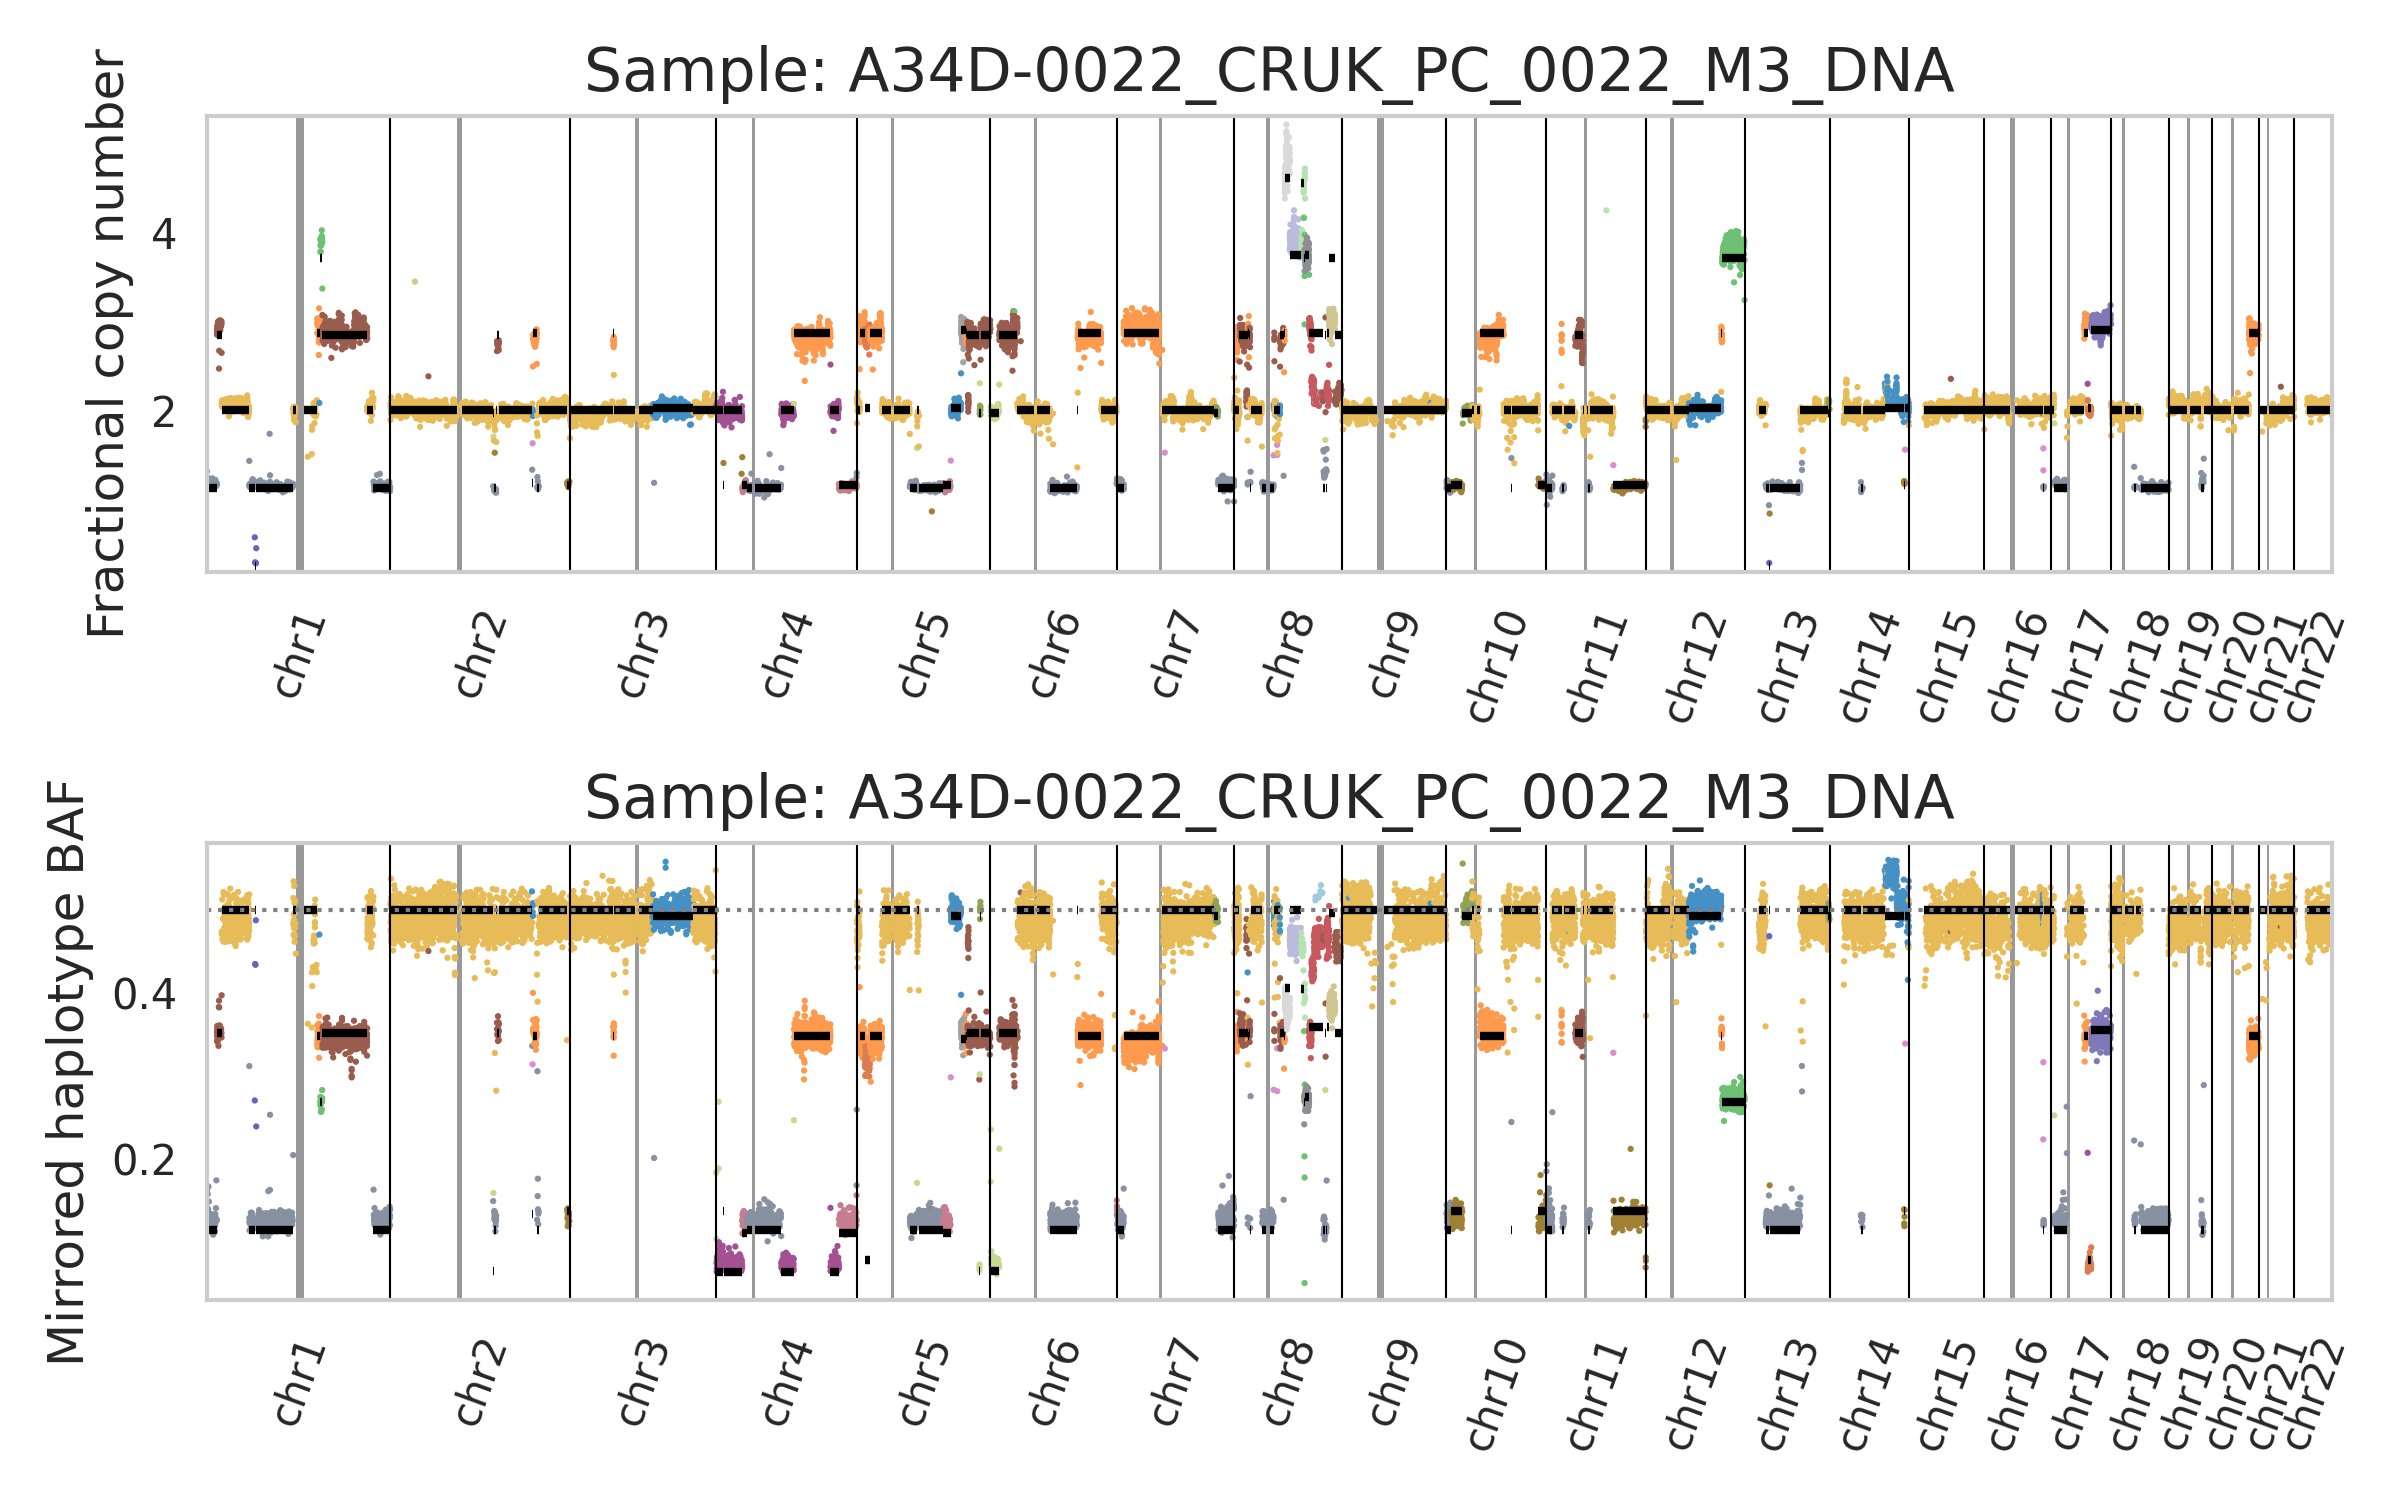 Sample: A34D-0022_CRUK_PC_0022_M3_DNA
Fractional copy number
4
2
chr1
chr2
chr3
chr4
chr5
chr6
chr7
chr8
chr9
chr10
chr11
chr12
chr13
chr14
chr15
chr16
chr17
chr18
chr19
chr20
chr21
chr22
Sample: A34D-0022_CRUK_PC_0022_M3_DNA
Mirrored haplotype BAF
0.4
0.2
chr1
chr2
chr3
chr4
chr5
chr6
chr7
chr8
chr9
chr10
chr11
chr12
chr13
chr14
chr15
chr16
chr17
chr18
chr19
chr20
chr21
chr22